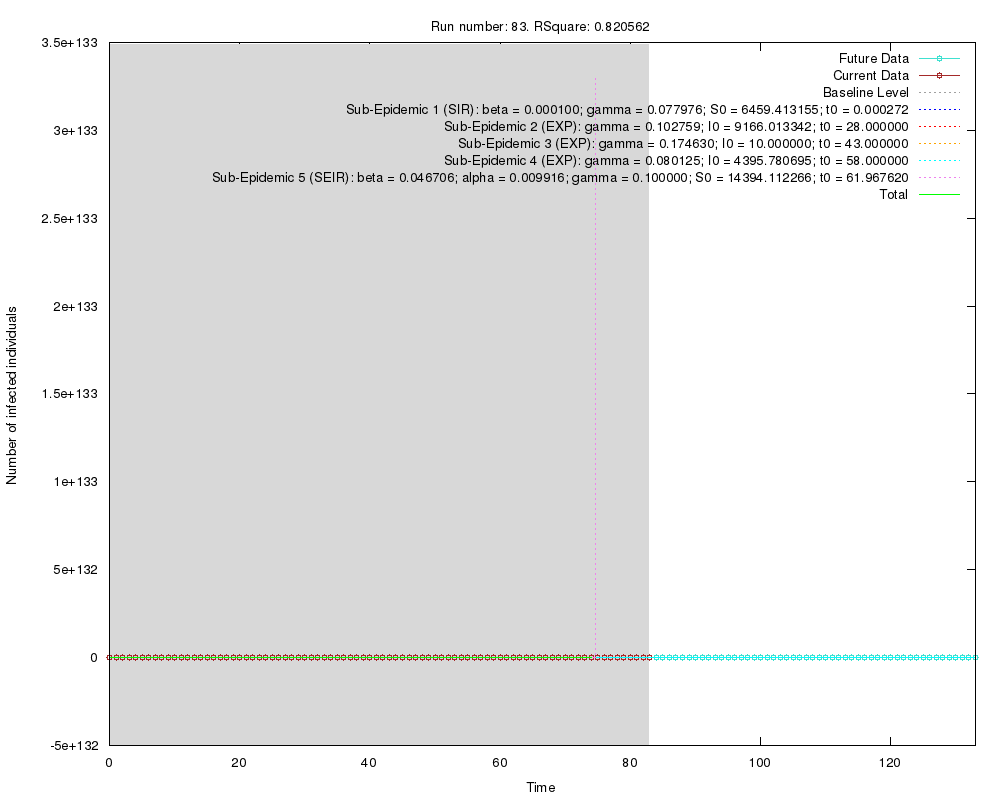 Run number: 83. RSquare: 0.820562
3.5e+133
3e+133
2.5e+133
2e+133
1.5e+133
1e+133
5e+132
0
-5e+132
Number of infected individuals
Future Data
Current Data
Baseline Level
Sub-Epidemic 1 (SIR): beta = 0.000100; gamma = 0.077976; S0 = 6459.413155; t0 = 0.000272
Sub-Epidemic 2 (EXP): gamma = 0.102759; I0 = 9166.013342; t0 = 28.000000
Sub-Epidemic 3 (EXP): gamma = 0.174630; I0 = 10.000000; t0 = 43.000000
Sub-Epidemic 4 (EXP): gamma = 0.080125; I0 = 4395.780695; t0 = 58.000000
Sub-Epidemic 5 (SEIR): beta = 0.046706; alpha = 0.009916; gamma = 0.100000; S0 = 14394.112266; t0 = 61.967620
Total
0 20 40 60 80 100 120
Time